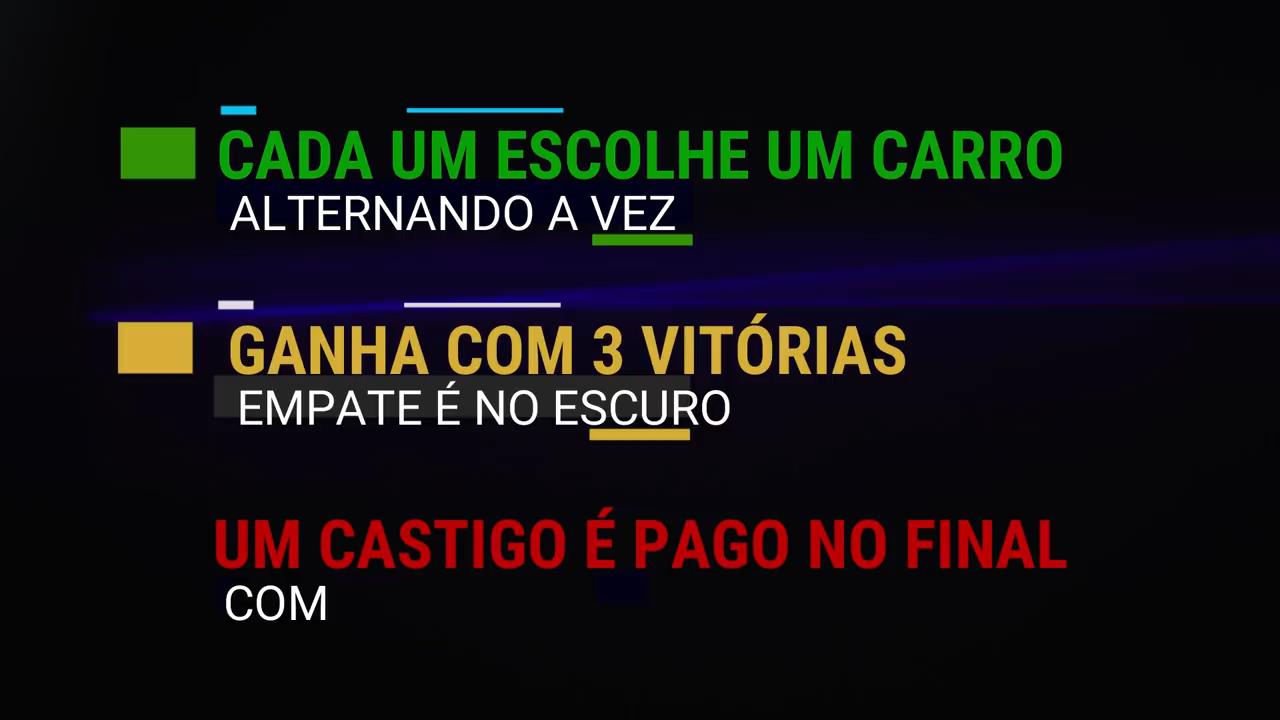 CADA UM ESCOLHE UM CARRO
ALTERNANDO A VEZ
GANHA COM 3 VITÓRIAS
EMPATE É NO ESCURO
UM CASTIGO É PAGO NO FINAL
COM